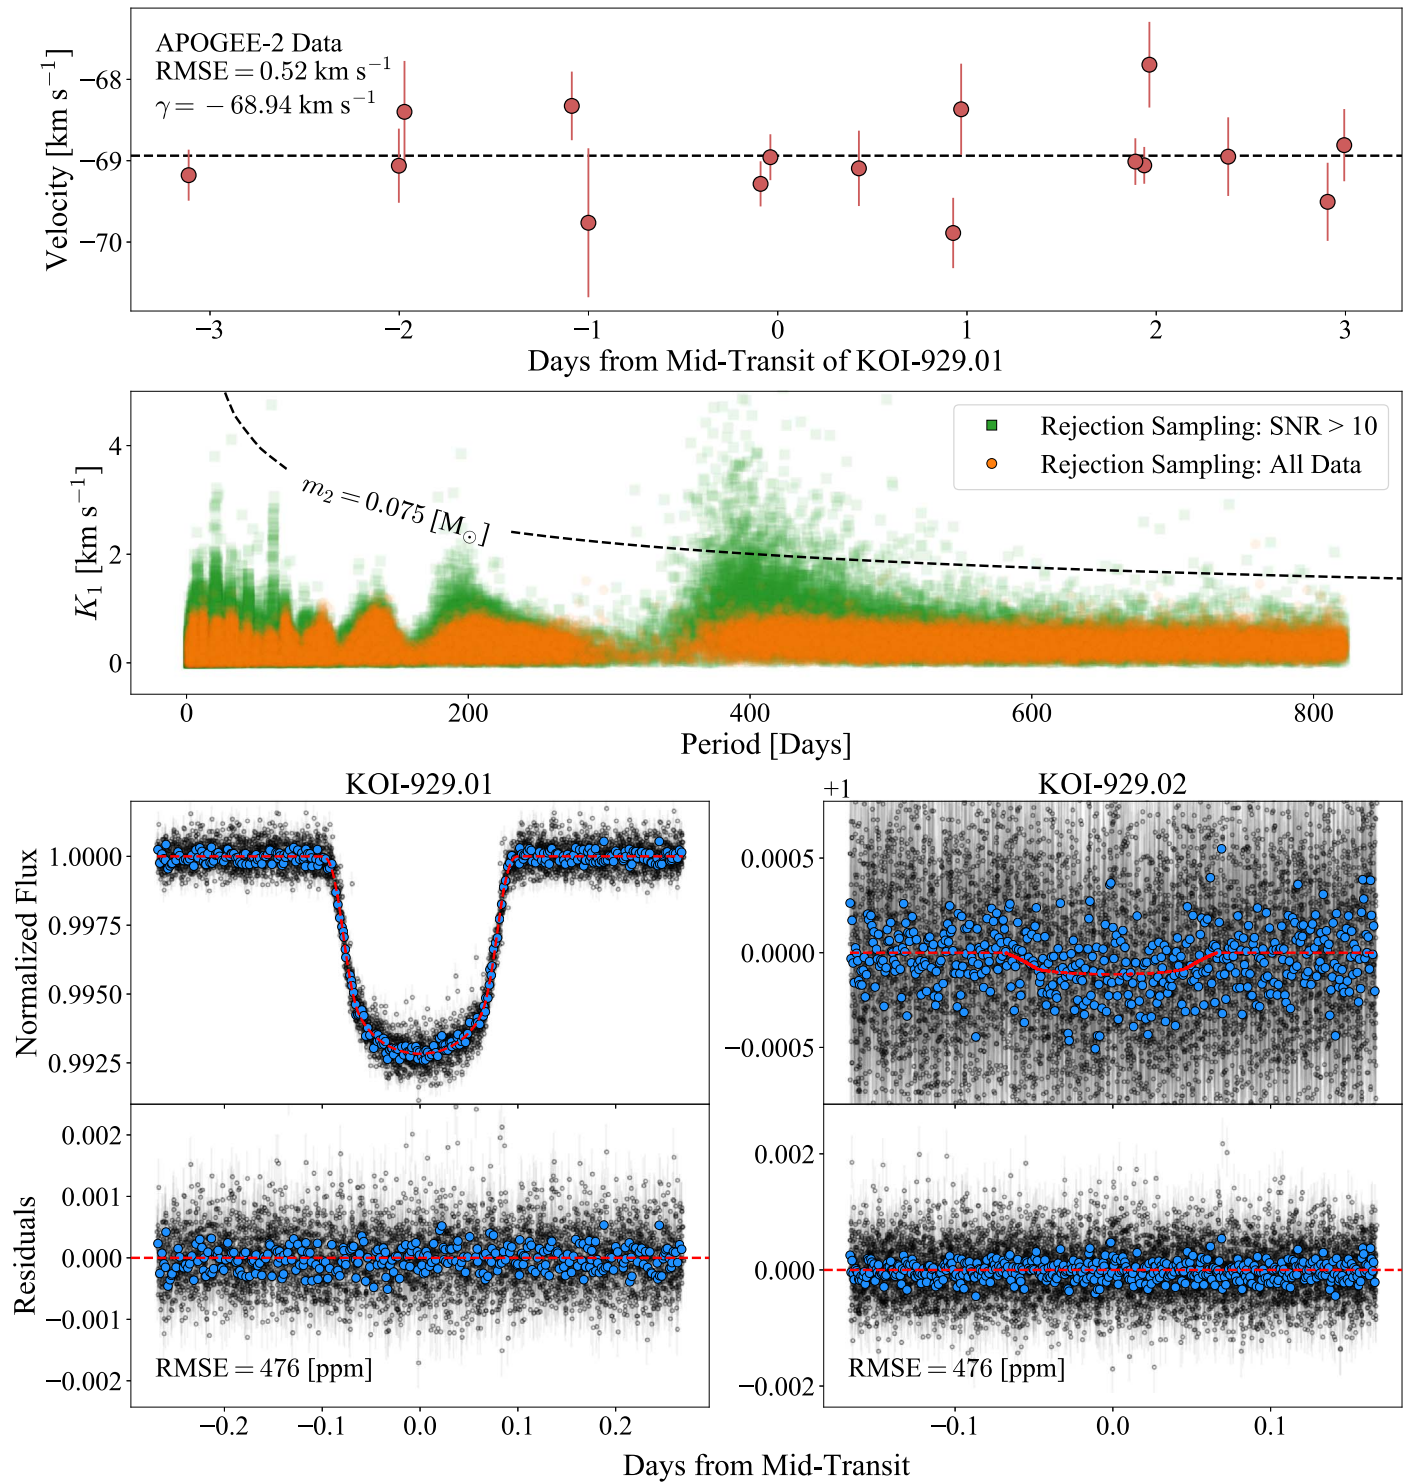 APOGEE-2 Data
RMSE = 0.52 km s⁻¹
γ = −68.94 km s⁻¹
Velocity [km s⁻¹]
−68
−69
−70
−3 −2 −1 0 1 2 3
Days from Mid-Transit of KOI-929.01
Rejection Sampling: SNR > 10
Rejection Sampling: All Data
m₂ = 0.075 [M☉]
K₁ [km s⁻¹]
4
2
0
0 200 400 600 800
Period [Days]
KOI-929.01
Normalized Flux
1.0000
0.9975
0.9950
0.9925
Residuals
0.002
0.001
0.000
−0.001
−0.002
RMSE = 476 [ppm]
−0.2 −0.1 0.0 0.1 0.2
+1 KOI-929.02
0.0005
0.0000
−0.0005
0.002
0.000
−0.002
RMSE = 476 [ppm]
−0.1 0.0 0.1
Days from Mid-Transit